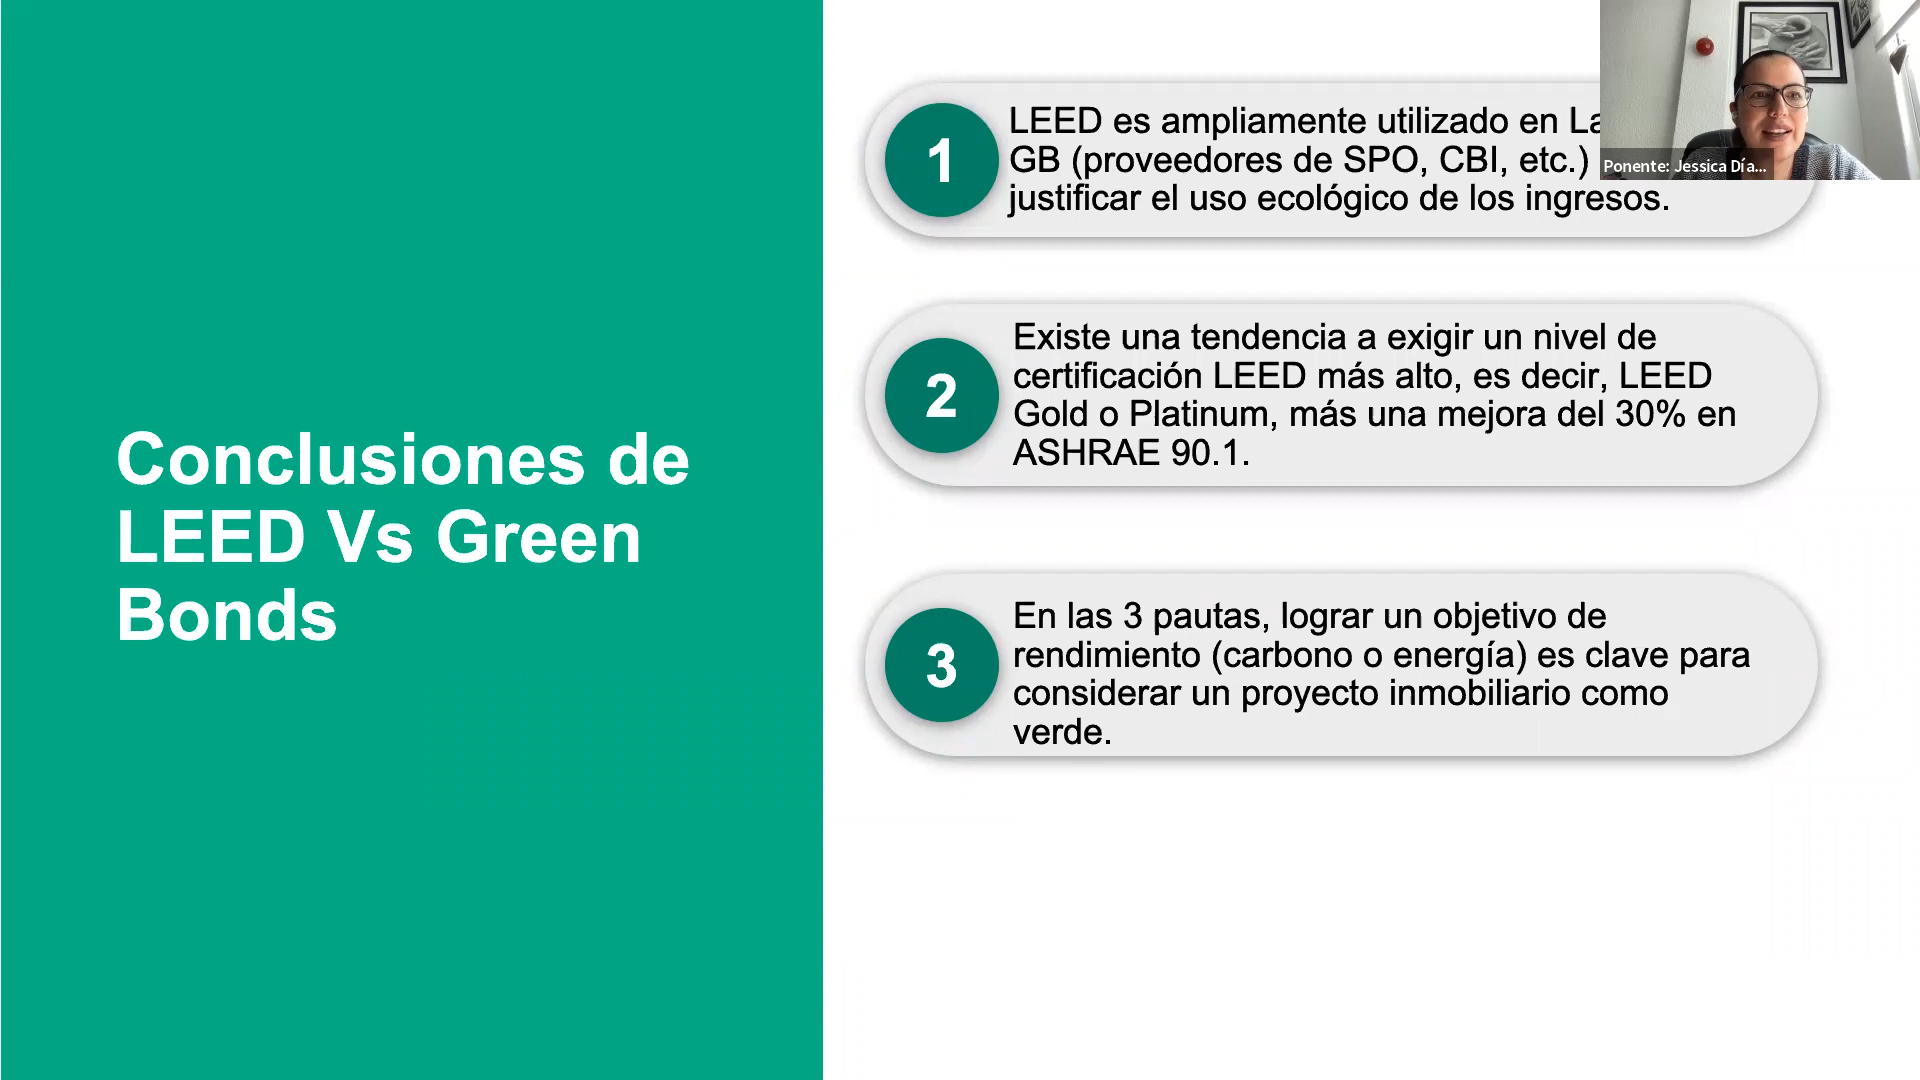 Conclusiones de
LEED Vs Green
Bonds
1
LEED es ampliamente utilizado en
GB (proveedores de SPO, CBI, etc.)
justificar el uso ecológico de los ingresos.
2
Existe una tendencia a exigir un nivel de
certificación LEED más alto, es decir, LEED
Gold o Platinum, más una mejora del 30% en
ASHRAE 90.1.
3
En las 3 pautas, lograr un objetivo de
rendimiento (carbono o energía) es clave para
considerar un proyecto inmobiliario como
verde.
Ponente: Jessica Día...